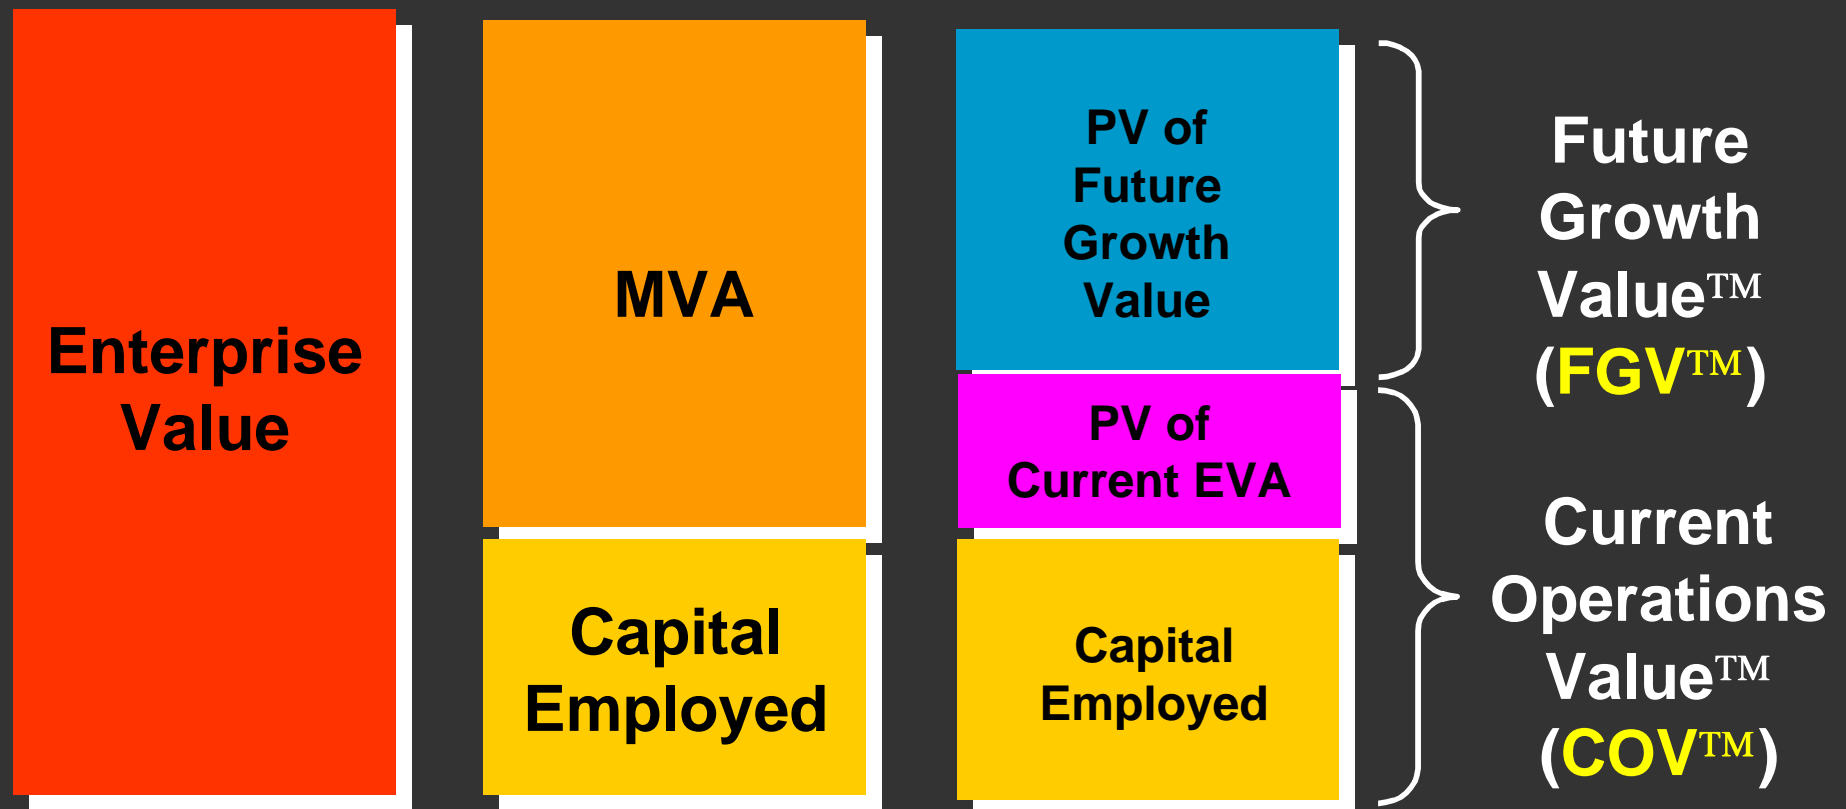 Enterprise
Value
MVA
Capital
Employed
PV of
Future
Growth
Value
PV of
Current EVA
Capital
Employed
Future
Growth
Value™
(FGV™)
Current
Operations
Value™
(COV™)